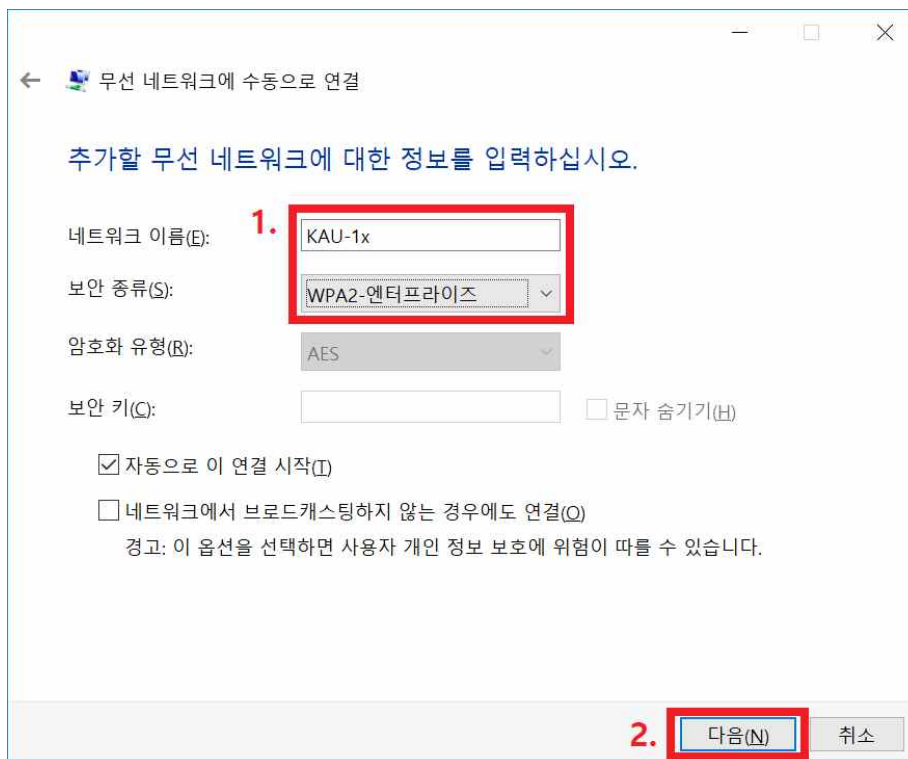 무선 네트워크에 수동으로 연결
추가할 무선 네트워크에 대한 정보를 입력하십시오.
네트워크 이름(E): 1. KAU-1x
보안 종류(S): WPA2-엔터프라이즈
암호화 유형(R): AES
보안 키(C): 문자 숨기기(H)
자동으로 이 연결 시작(T)
네트워크에서 브로드캐스팅하지 않는 경우에도 연결(O)
경고: 이 옵션을 선택하면 사용자 개인 정보 보호에 위험이 따를 수 있습니다.
2. 다음(N) 취소